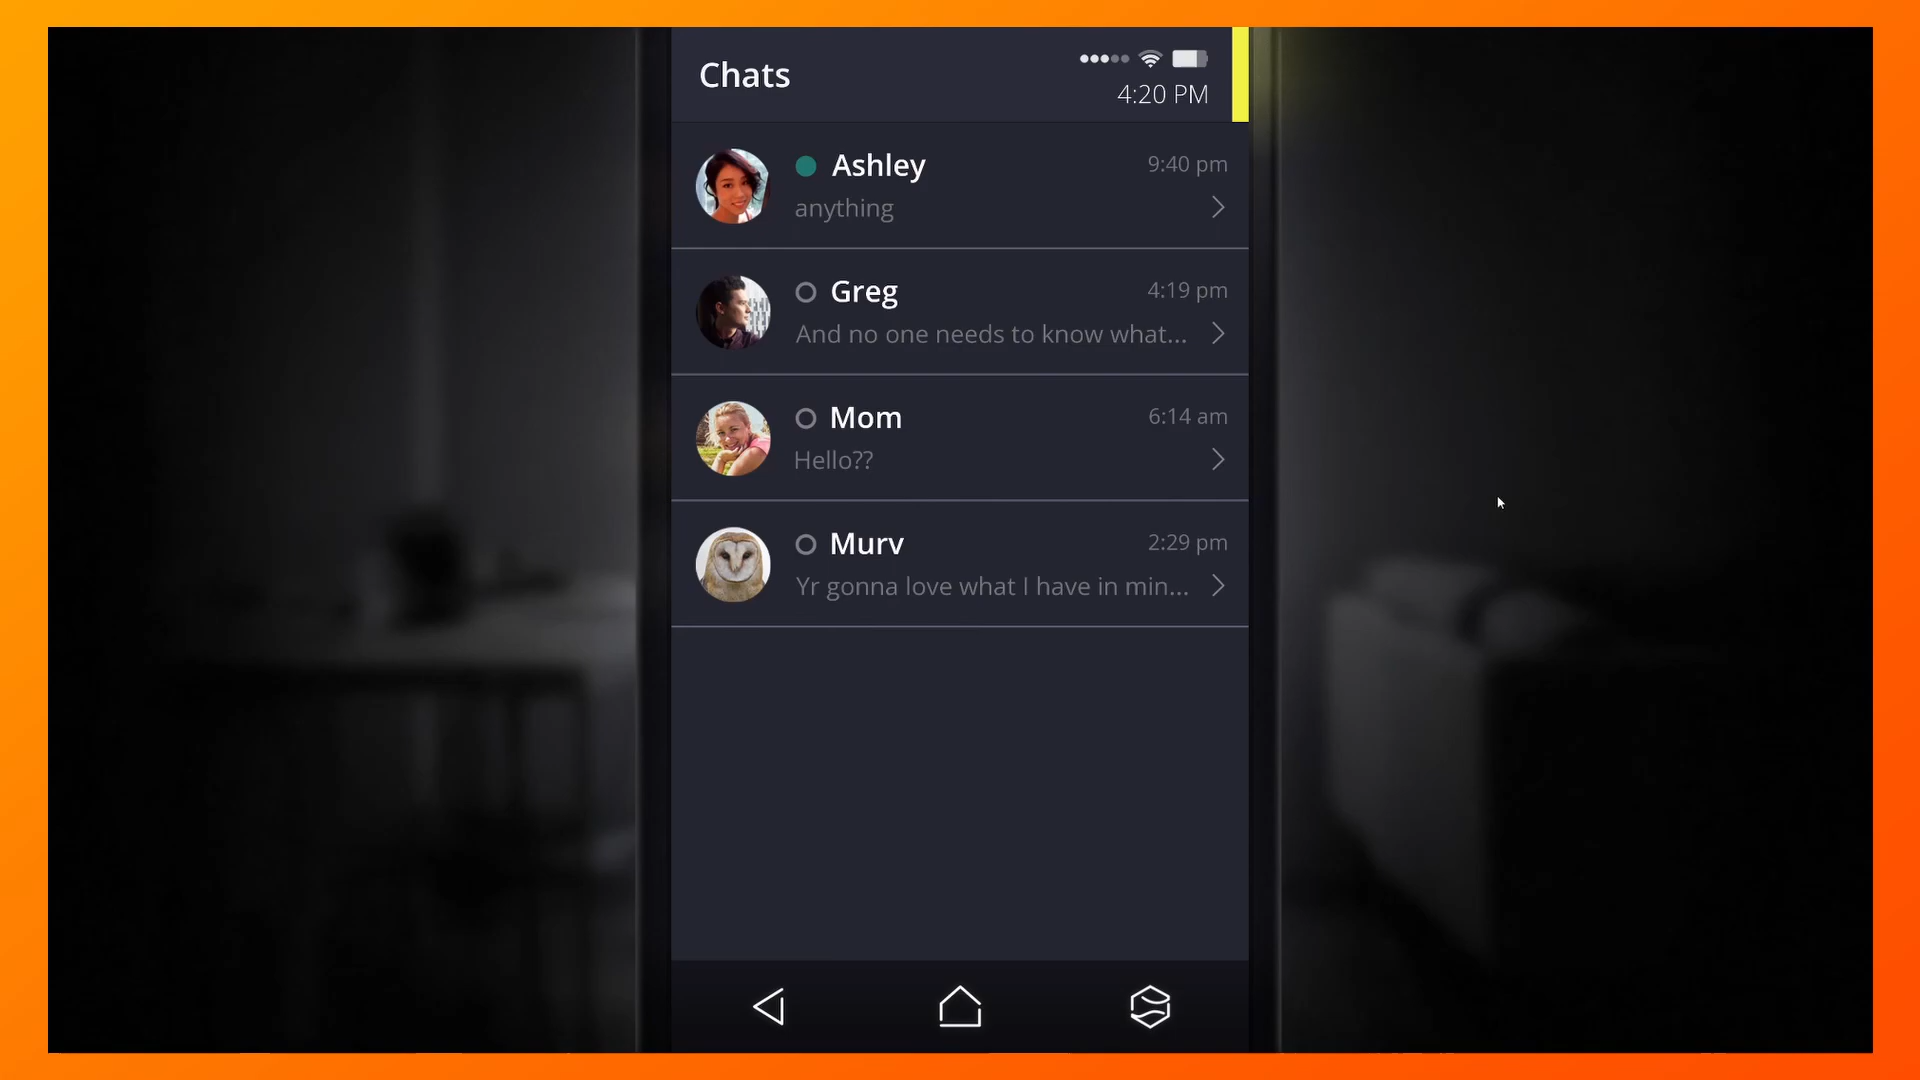 Chats
4:20 PM
Ashley
9:40 pm
anything
Greg
4:19 pm
And no one needs to know what...
Mom
6:14 am
Hello??
Murv
2:29 pm
Yr gonna love what I have in min...